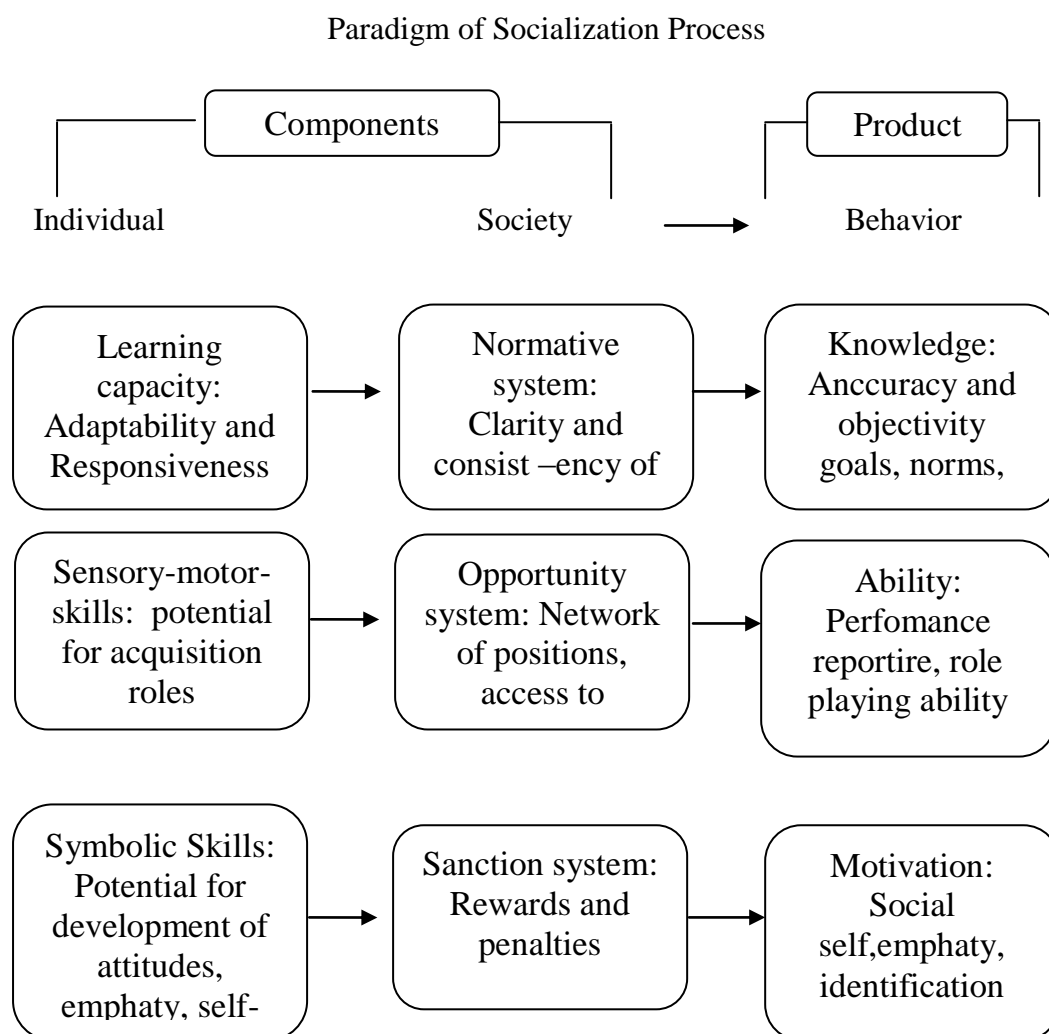 Paradigm of Socialization Process
Components
Product
Individual
Society
Behavior
Learning
capacity:
Adaptability and
Responsiveness
Normative
system:
Clarity and
consist –ency of
Knowledge:
Anccuracy and
objectivity
goals, norms,
Sensory-motor-
skills:  potential
for acquisition
roles
Opportunity
system: Network
of positions,
access to
Ability:
Perfomance
reportire, role
playing ability
Symbolic Skills:
Potential for
development of
attitudes,
emphaty, self-
Sanction system:
Rewards and
penalties
Motivation:
Social
self,emphaty,
identification